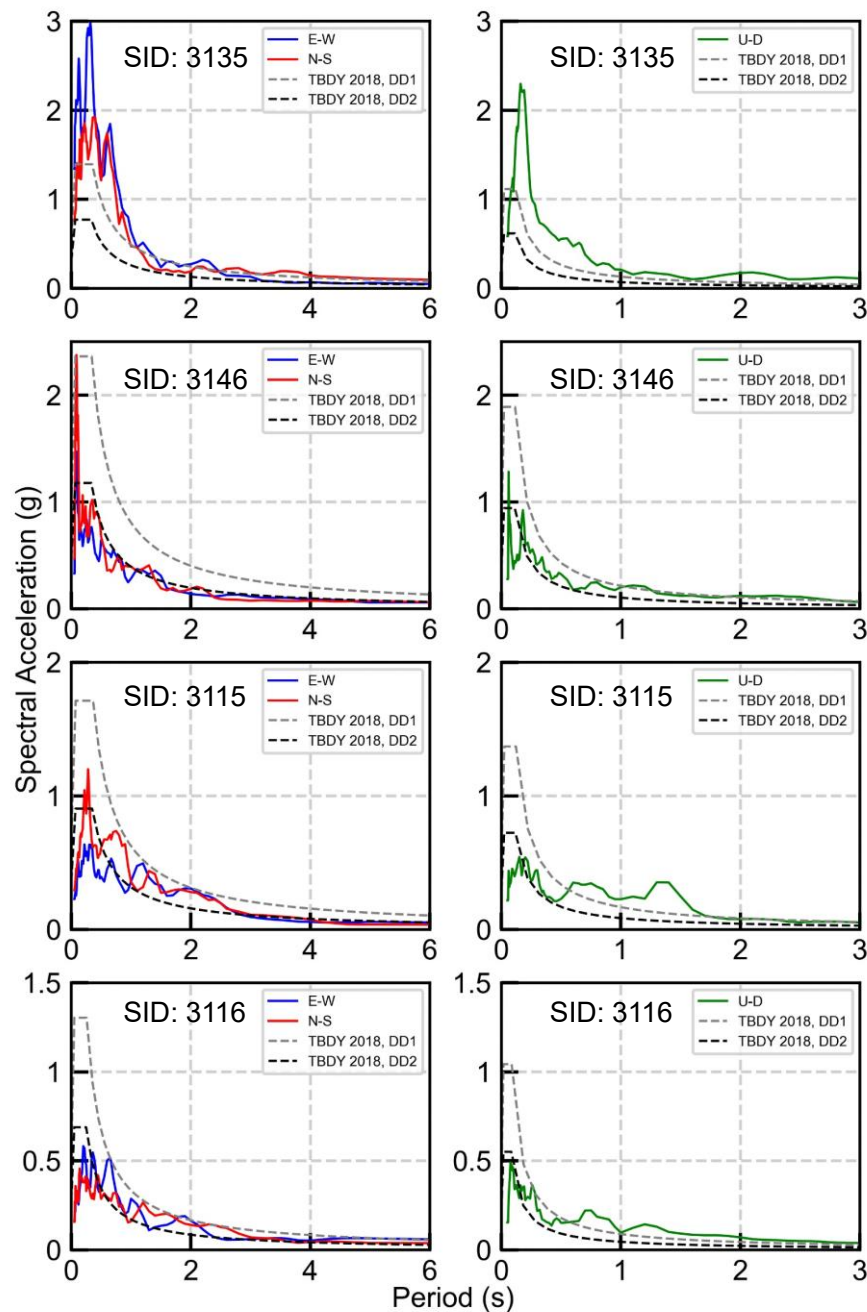 Spectral Acceleration (g)
3
2
1
0
0
2
4
6
SID: 3135
E-W
N-S
TBDY 2018, DD1
TBDY 2018, DD2
3
2
1
0
0
1
2
3
SID: 3135
U-D
TBDY 2018, DD1
TBDY 2018, DD2
2
1
0
0
2
4
6
SID: 3146
E-W
N-S
TBDY 2018, DD1
TBDY 2018, DD2
2
1
0
0
1
2
3
SID: 3146
U-D
TBDY 2018, DD1
TBDY 2018, DD2
2
1
0
0
2
4
6
SID: 3115
E-W
N-S
TBDY 2018, DD1
TBDY 2018, DD2
2
1
0
0
1
2
3
SID: 3115
U-D
TBDY 2018, DD1
TBDY 2018, DD2
1.5
1
0.5
0
0
2
4
6
SID: 3116
E-W
N-S
TBDY 2018, DD1
TBDY 2018, DD2
1.5
1
0.5
0
0
1
2
3
SID: 3116
U-D
TBDY 2018, DD1
TBDY 2018, DD2
Period (s)